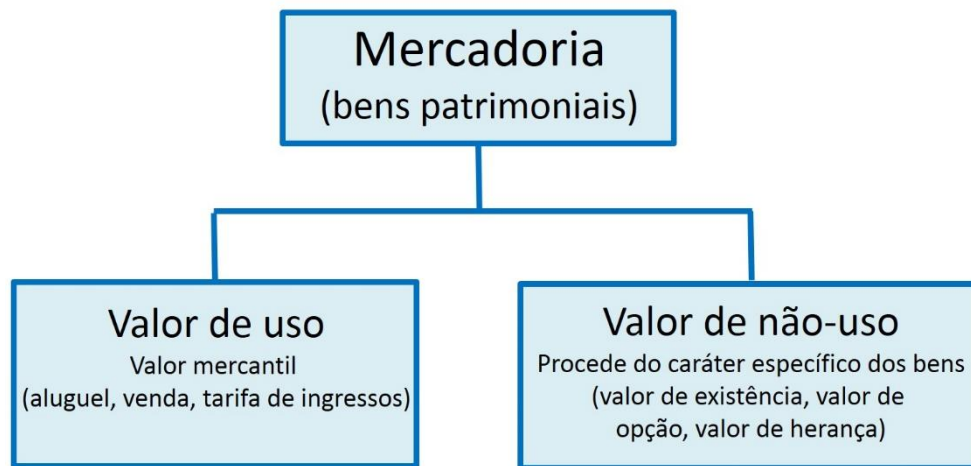 Mercadoria
(bens patrimoniais)
Valor de uso
Valor mercantil
(aluguel, venda, tarifa de ingressos)
Valor de não-uso
Procede do caráter específico dos bens
(valor de existência, valor de
opção, valor de herança)